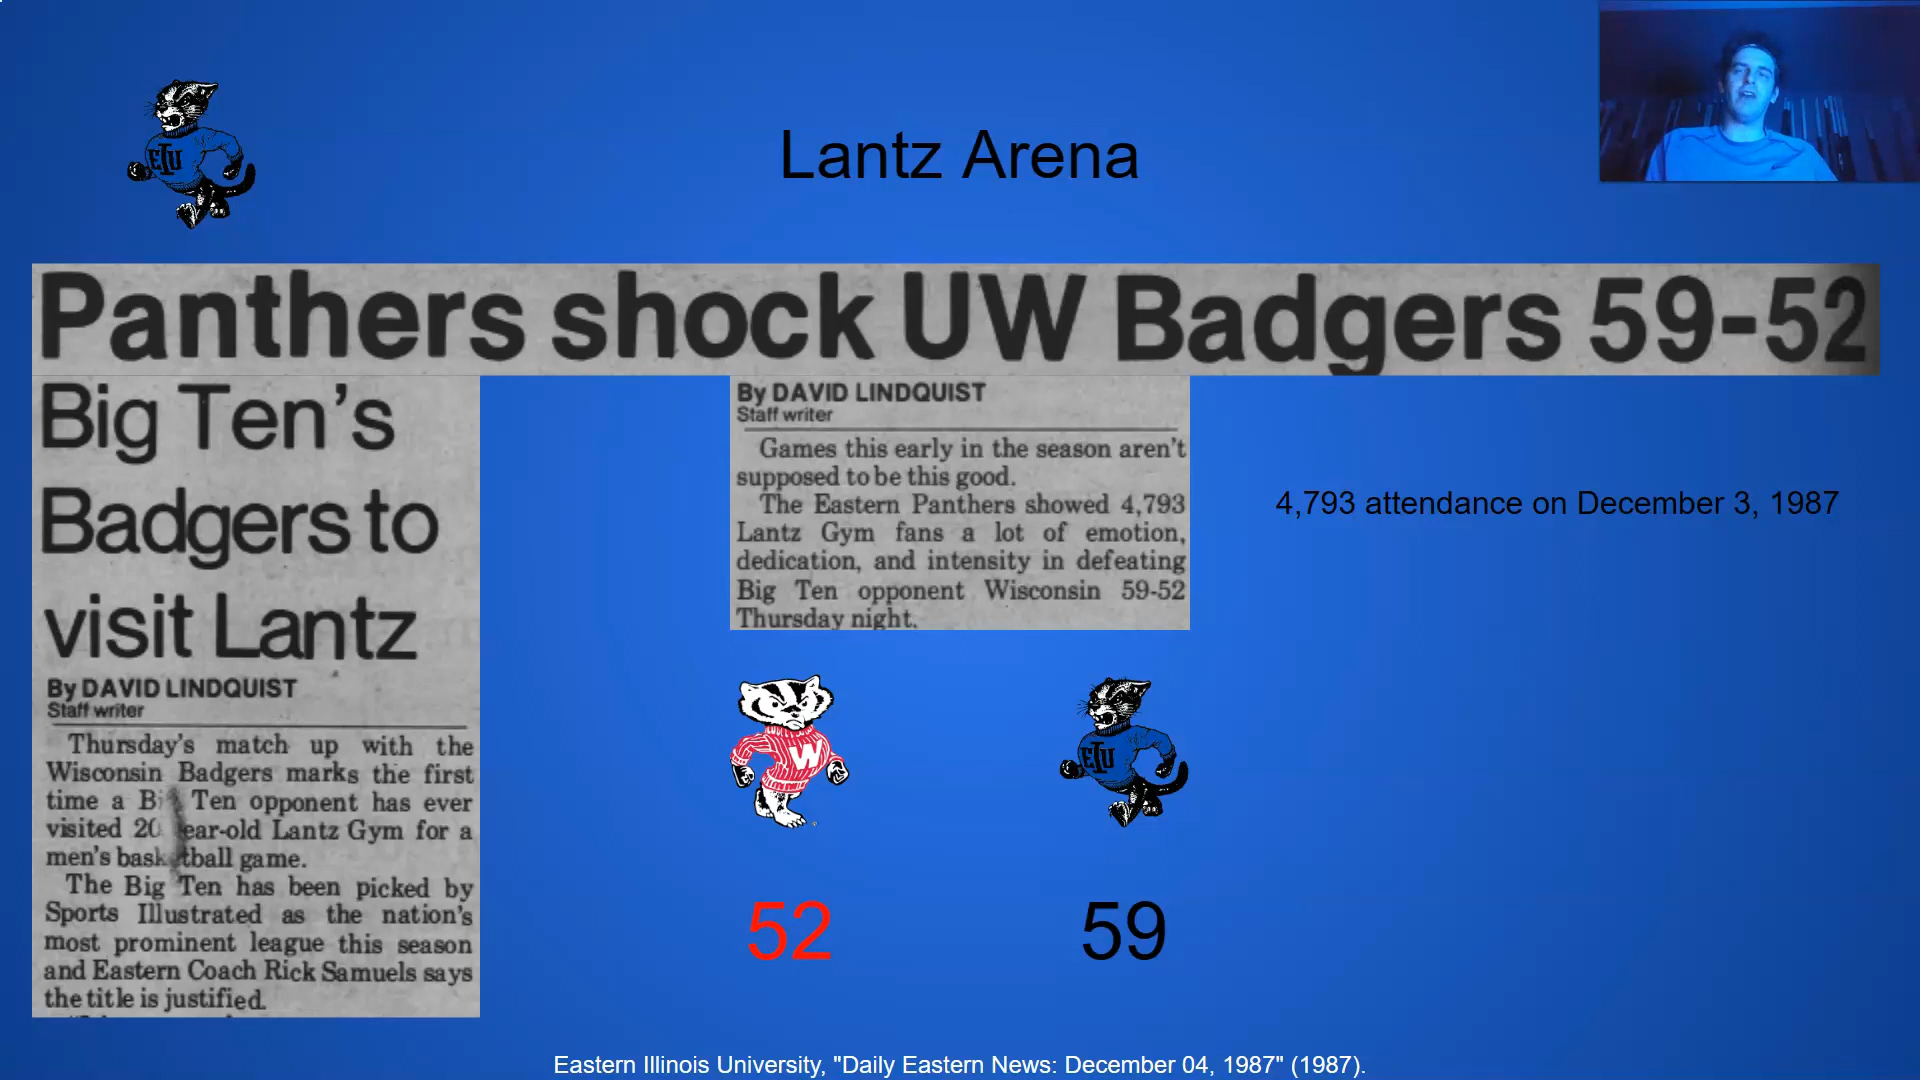 Lantz Arena
EIU
Panthers shock UW Badgers 59-52
Big Ten's
Badgers to
visit Lantz
By DAVID LINDQUIST
Staff writer
Thursday's match up with the
Wisconsin Badgers marks the first
time a Ten opponent has ever
visited Lantz Gym for a
men's game.
The Big Ten has been picked by
Sports Illustrated as the nation's
most prominent league this season
and Eastern Coach Rick Samuels says
the title is justified.
By DAVID LINDQUIST
Staff writer
Games this early in the season aren't
supposed to be this good.
The Eastern Panthers showed 4,793
Lantz Gym fans a lot of emotion,
dedication, and intensity in defeating
Big Ten opponent Wisconsin 59-52
Thursday night.
4,793 attendance on December 3, 1987
W
EIU
52
59
Eastern Illinois University, "Daily Eastern News: December 04, 1987" (1987).